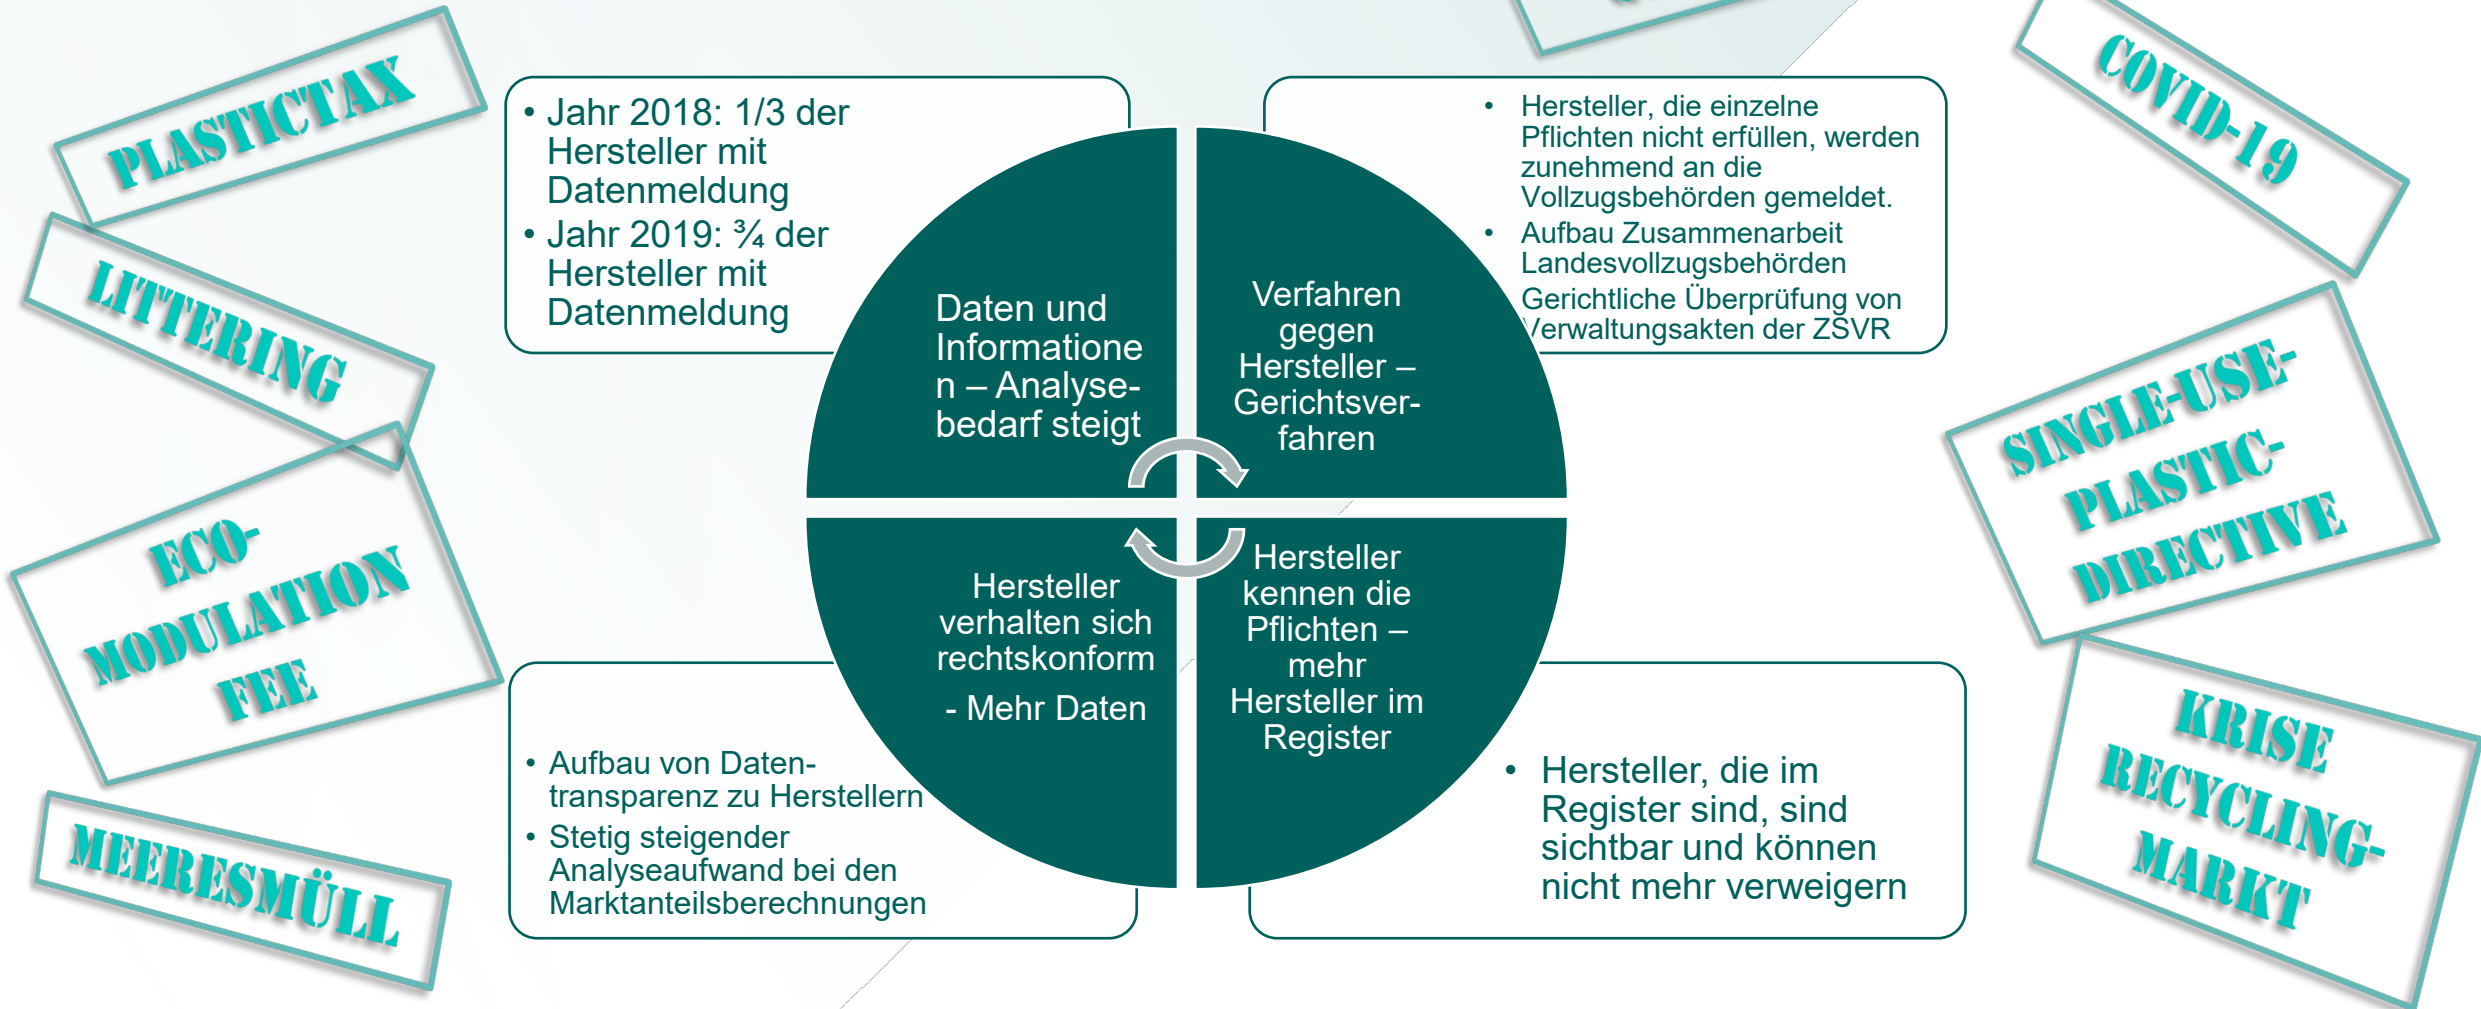 PLASTICTAX
LITTERING
ECO-
MODULATION
FEE
MEERESMÜLL
• Jahr 2018: 1/3 der
Hersteller mit
Datenmeldung
• Jahr 2019: ¾ der
Hersteller mit
Datenmeldung
Daten und
Informatione
n – Analyse-
bedarf steigt
Verfahren
gegen
Hersteller –
Gerichtsver-
fahren
• Hersteller, die einzelne
Pflichten nicht erfüllen, werden
zunehmend an die
Vollzugsbehörden gemeldet.
• Aufbau Zusammenarbeit
Landesvollzugsbehörden
Gerichtliche Überprüfung von
Verwaltungsakten der ZSVR
Hersteller
verhalten sich
rechtskonform
- Mehr Daten
Hersteller
kennen die
Pflichten –
mehr
Hersteller im
Register
• Aufbau von Daten-
transparenz zu Herstellern
• Stetig steigender
Analyseaufwand bei den
Marktanteilsberechnungen
• Hersteller, die im
Register sind, sind
sichtbar und können
nicht mehr verweigern
COVID-19
SINGLE-USE-
PLASTIC-
DIRECTIVE
KRISE
RECYCLING-
MARKT